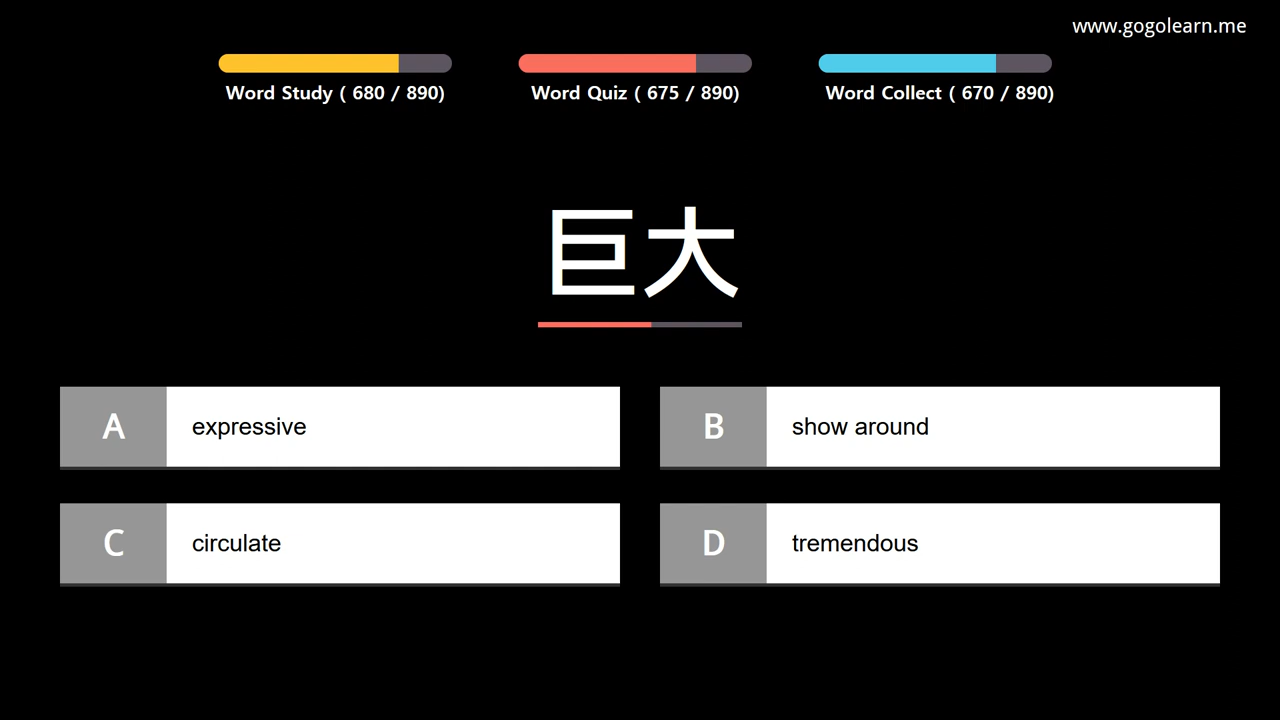 www.gogolearn.me
Word Study ( 680 / 890)
Word Quiz ( 675 / 890)
Word Collect ( 670 / 890)
巨大
A
expressive
B
show around
C
circulate
D
tremendous